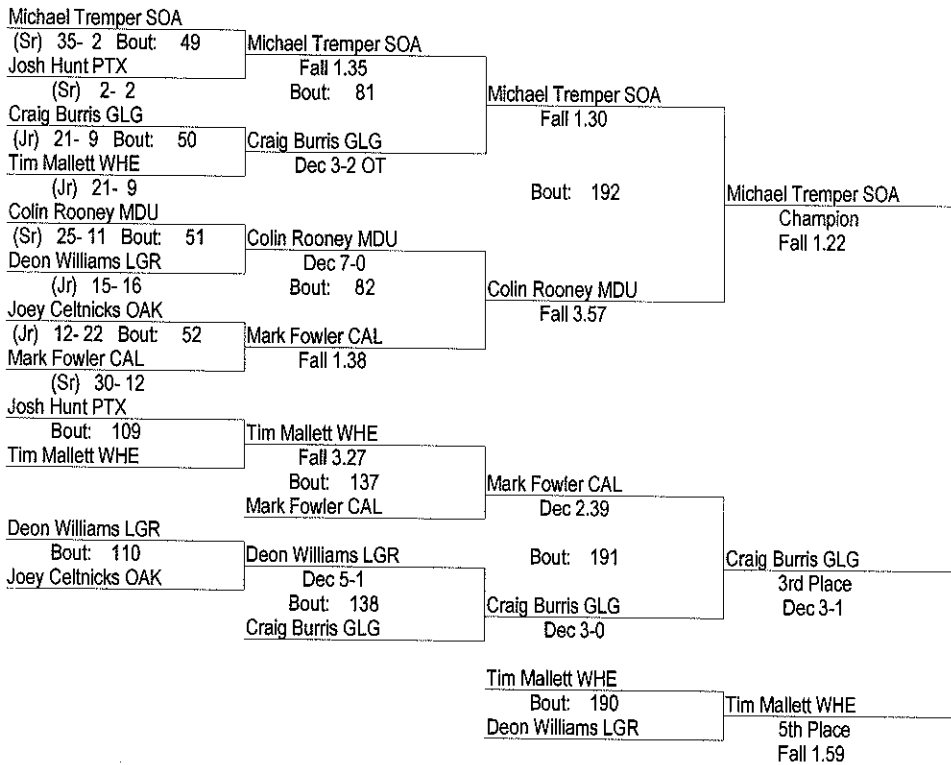 Michael Tremper SOA
(Sr) 35- 2 Bout: 49
Josh Hunt PTX
(Sr) 2- 2
Craig Burris GLG
(Jr) 21- 9 Bout: 50
Tim Mallett WHE
(Jr) 21- 9
Colin Rooney MDU
(Sr) 25- 11 Bout: 51
Deon Williams LGR
(Jr) 15- 16
Joey Celtnicks OAK
(Jr) 12- 22 Bout: 52
Mark Fowler CAL
(Sr) 30- 12
Josh Hunt PTX
Bout: 109
Tim Mallett WHE
Deon Williams LGR
Bout: 110
Joey Celtnicks OAK
Michael Tremper SOA
Fall 1.35
Bout: 81
Craig Burris GLG
Dec 3-2 OT
Colin Rooney MDU
Dec 7-0
Bout: 82
Mark Fowler CAL
Fall 1.38
Tim Mallett WHE
Fall 3.27
Bout: 137
Mark Fowler CAL
Deon Williams LGR
Dec 5-1
Bout: 138
Craig Burris GLG
Michael Tremper SOA
Fall 1.30
Bout: 192
Colin Rooney MDU
Fall 3.57
Mark Fowler CAL
Dec 2.39
Bout: 191
Craig Burris GLG
Dec 3-0
Tim Mallett WHE
Bout: 190
Deon Williams LGR
Michael Tremper SOA
Champion
Fall 1.22
Craig Burris GLG
3rd Place
Dec 3-1
Tim Mallett WHE
5th Place
Fall 1.59